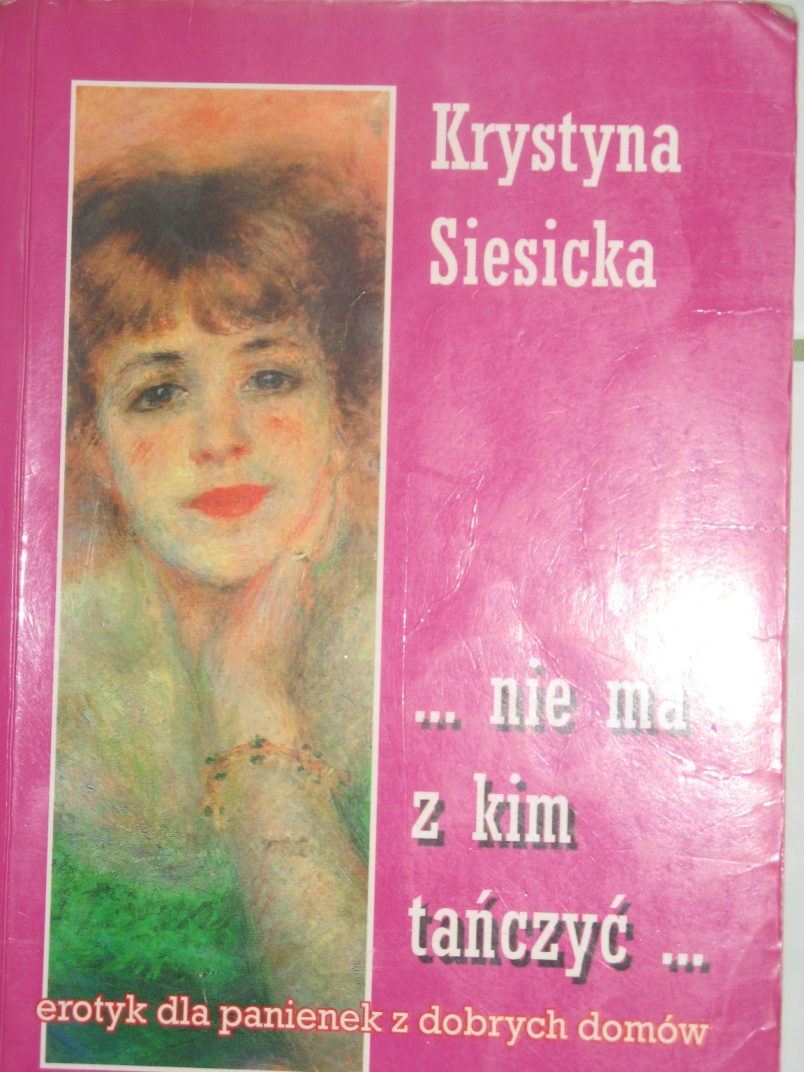 Krystyna
Siesicka
... nie ma
z kim
tańczyć ...
erotyk dla panienek z dobrych domów